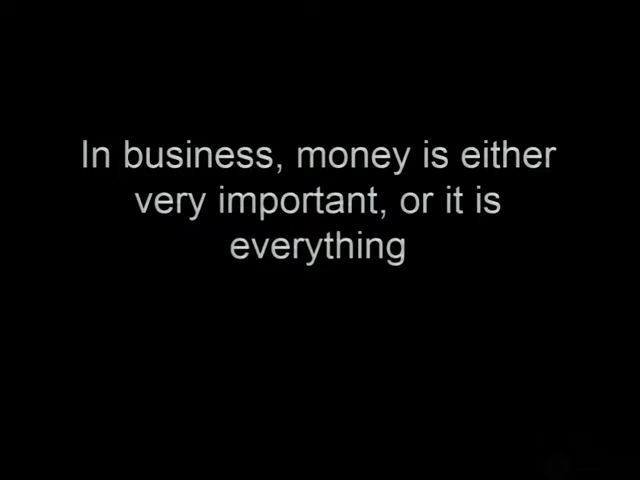 In business, money is either
very important, or it is
everything